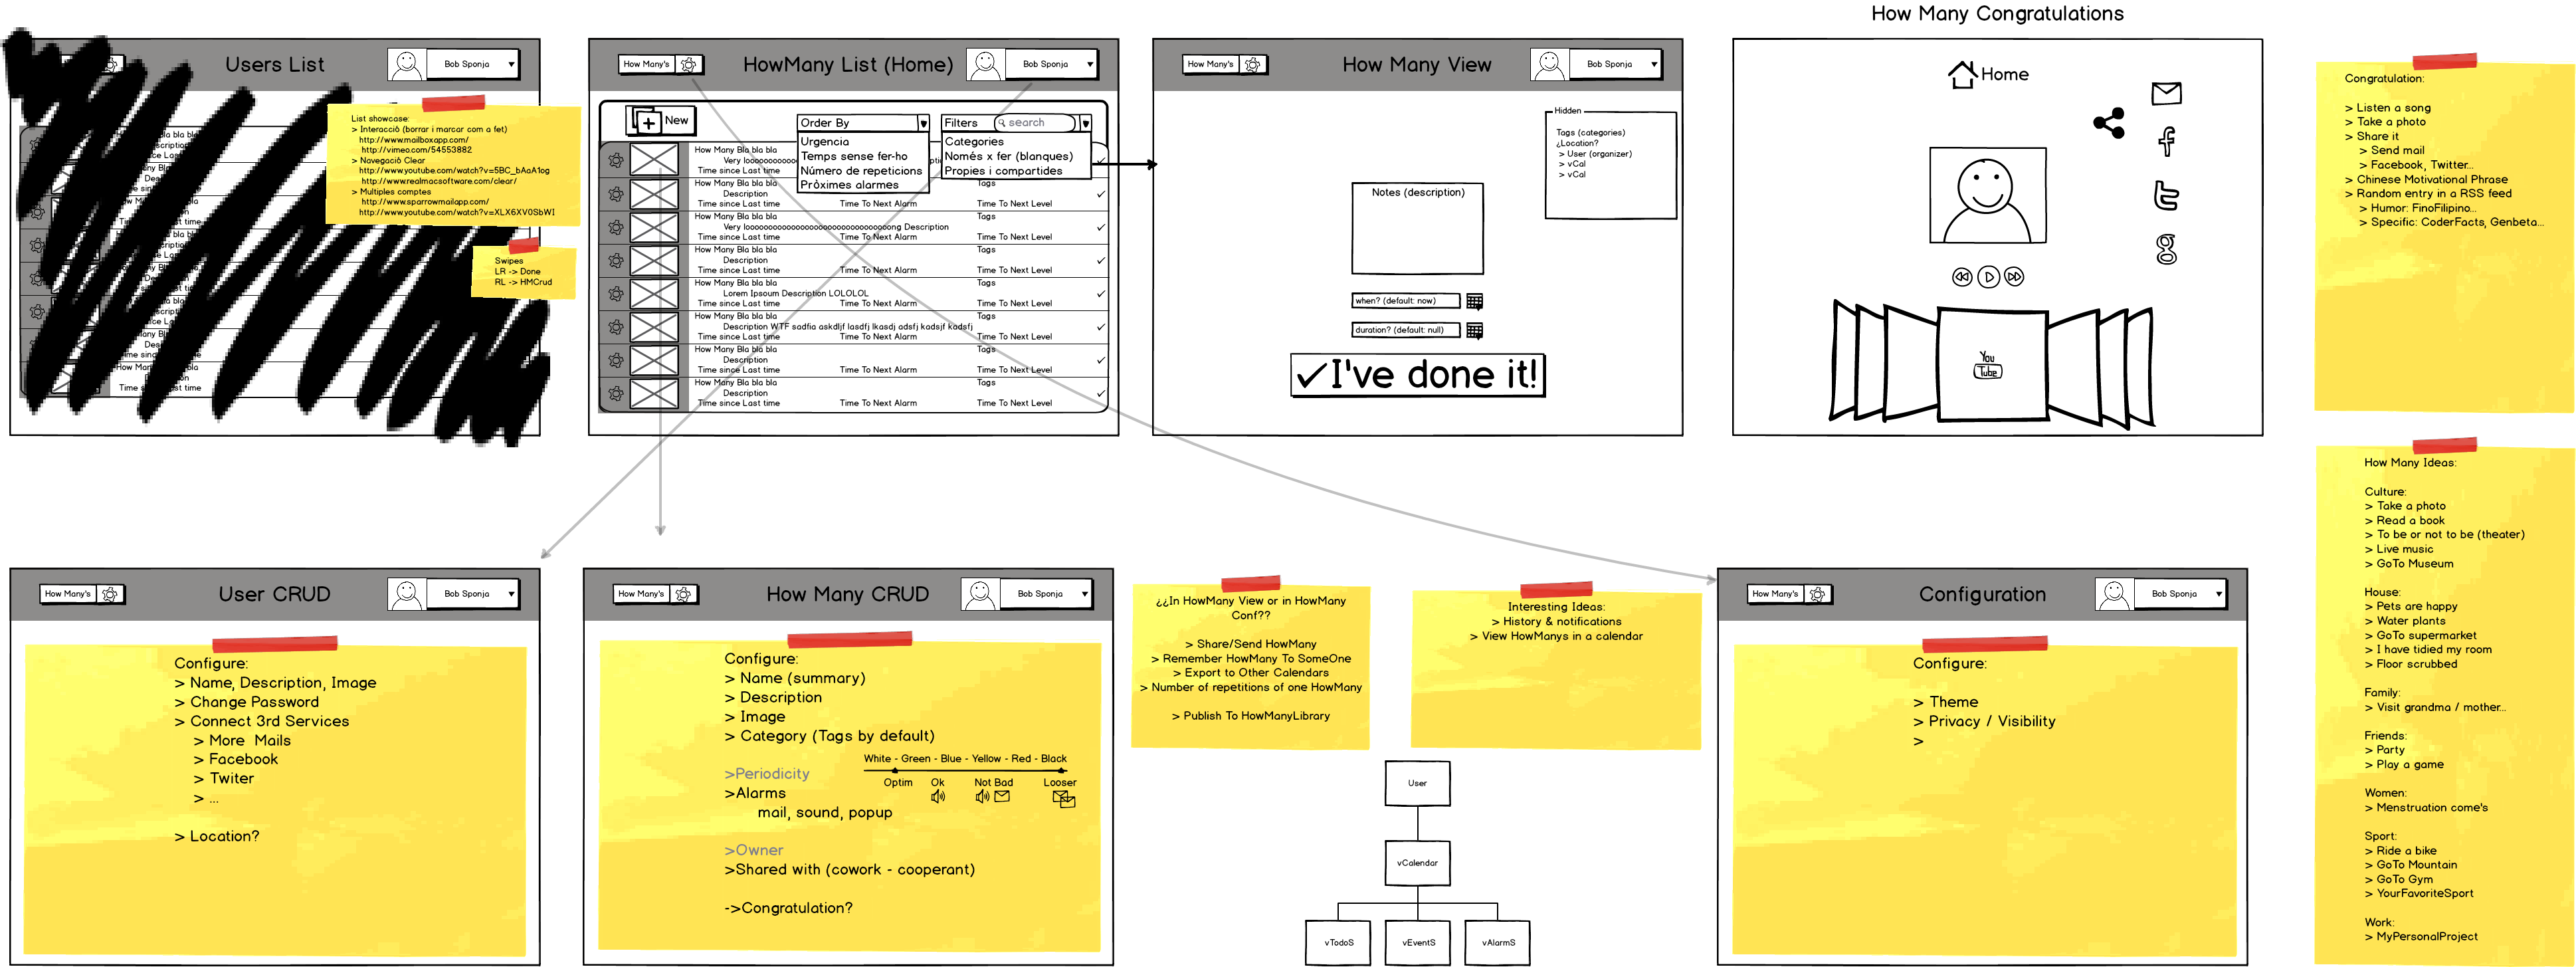 How Many Congratulations
Users List
Bob Sponja
List showcase:
> Interacció (borrar i marcar com a fet)
http://www.mailboxapp.com/
http://vimeo.com/54553882
> Navegació Clear
http://www.youtube.com/watch?v=5BC_bAaA1og
http://www.realmacsoftware.com/clear/
> Multiples comptes
http://www.sparrowmailapp.com/
http://www.youtube.com/watch?v=XLX6XV0SbWI
Swipes
LR -> Done
RL -> HMCrud
How Many's
HowMany List (Home)
Bob Sponja
New
Order By
Urgencia
Temps sense fer-ho
Número de repeticions
Pròximes alarmes
Filters
search
Categories
Només x fer (blanques)
Propies i compartides
How Many Bla bla bla
Time since Last time
How Many Bla bla bla Tags
Description
Time since Last time Time To Next Alarm Time To Next Level
How Many Bla bla bla Tags
Very looooooooooooooooooooooooooooooong Description
Time since Last time Time To Next Alarm Time To Next Level
How Many Bla bla bla Tags
Description
Time since Last time Time To Next Alarm Time To Next Level
How Many Bla bla bla Tags
Lorem Ipsoum Description LOLOLOL
Time since Last time Time To Next Alarm Time To Next Level
How Many Bla bla bla Tags
Description WTF sadfia askdljf lasdfj lkasdj adsfj kadsjf kadsfj
Time since Last time Time To Next Alarm Time To Next Level
How Many Bla bla bla Tags
Description
Time since Last time Time To Next Alarm Time To Next Level
How Many Bla bla bla Tags
Description
Time since Last time Time To Next Alarm Time To Next Level
How Many's
How Many View
Bob Sponja
Hidden
Tags (categories)
¿Location?
> User (organizer)
> vCal
> vCal
Notes (description)
when? (default: now)
duration? (default: null)
I've done it!
Home
You
Tube
Congratulation:
> Listen a song
> Take a photo
> Share it
> Send mail
> Facebook, Twitter...
> Chinese Motivational Phrase
> Random entry in a RSS feed
> Humor: FinoFilipino...
> Specific: CoderFacts, Genbeta...
How Many Ideas:
Culture:
> Take a photo
> Read a book
> To be or not to be (theater)
> Live music
> GoTo Museum
House:
> Pets are happy
> Water plants
> GoTo supermarket
> I have tidied my room
> Floor scrubbed
Family:
> Visit grandma / mother...
Friends:
> Party
> Play a game
Women:
> Menstruation come's
Sport:
> Ride a bike
> GoTo Mountain
> GoTo Gym
> YourFavoriteSport
Work:
> MyPersonalProject
How Many's
User CRUD
Bob Sponja
Configure:
> Name, Description, Image
> Change Password
> Connect 3rd Services
> More Mails
> Facebook
> Twiter
> ...
> Location?
How Many's
How Many CRUD
Bob Sponja
Configure:
> Name (summary)
> Description
> Image
> Category (Tags by default)
White - Green - Blue - Yellow - Red - Black
Optim Ok Not Bad Looser
>Periodicity
>Alarms
mail, sound, popup
>Owner
>Shared with (cowork - cooperant)
->Congratulation?
¿¿In HowMany View or in HowMany
Conf??
> Share/Send HowMany
> Remember HowMany To SomeOne
> Export to Other Calendars
> Number of repetitions of one HowMany
> Publish To HowManyLibrary
Interesting Ideas:
> History & notifications
> View HowManys in a calendar
User
vCalendar
vTodoS
vEventS
vAlarmS
How Many's
Configuration
Bob Sponja
Configure:
> Theme
> Privacy / Visibility
>